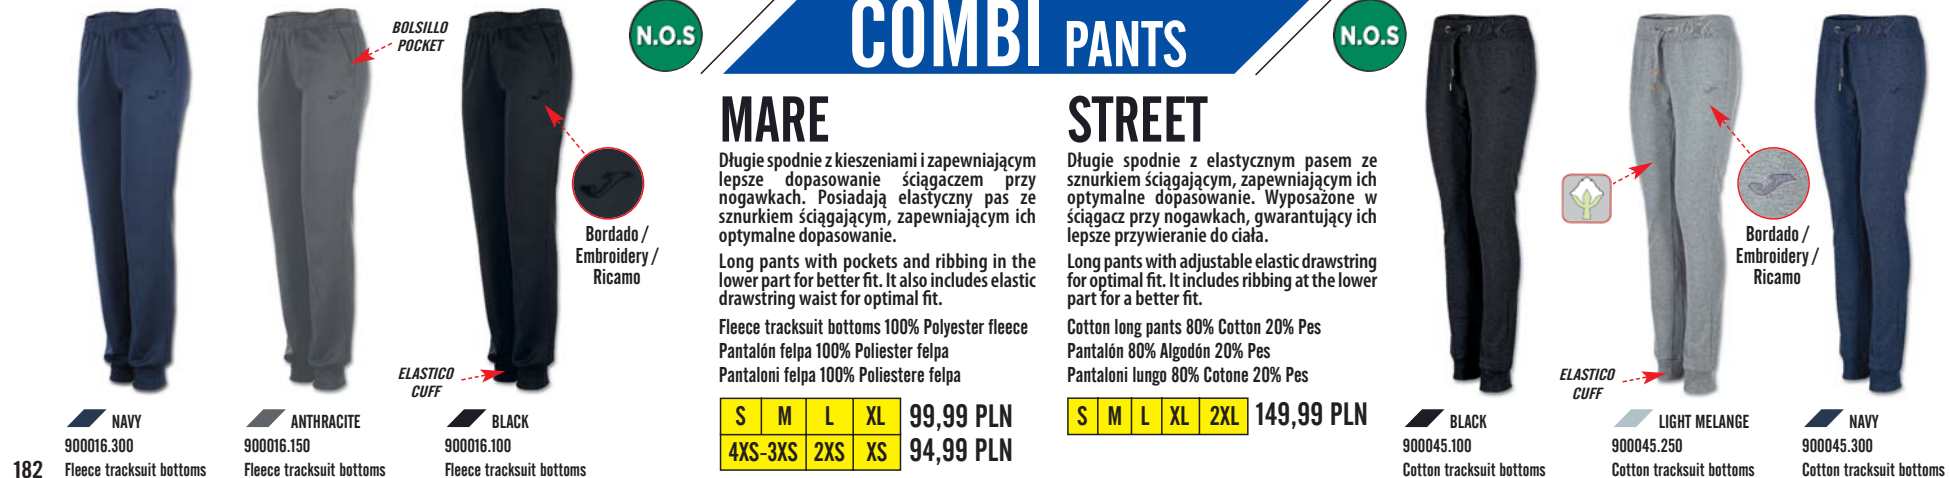 BOLSILLO
POCKET
ELASTICO
CUFF
Bordado /
Embroidery /
Ricamo
NAVY
900016.300
Fleece tracksuit bottoms
ANTHRACITE
900016.150
Fleece tracksuit bottoms
BLACK
900016.100
Fleece tracksuit bottoms
182
N.O.S
COMBI PANTS
N.O.S
MARE
Długie spodnie z kieszeniami i zapewniającym
lepsze dopasowanie ściągaczem przy
nogawkach. Posiadają elastyczny pas ze
sznurkiem ściągającym, zapewniającym ich
optymalne dopasowanie.
Long pants with pockets and ribbing in the
lower part for better fit. It also includes elastic
drawstring waist for optimal fit.
Fleece tracksuit bottoms 100% Polyester fleece
Pantalón felpa 100% Poliester felpa
Pantaloni felpa 100% Poliestere felpa
S M L XL 99,99 PLN
4XS-3XS 2XS XS 94,99 PLN
STREET
Długie spodnie z elastycznym pasem ze
sznurkiem ściągającym, zapewniającym ich
optymalne dopasowanie. Wyposażone w
ściągacz przy nogawkach, gwarantujący ich
lepsze przywieranie do ciała.
Long pants with adjustable elastic drawstring
for optimal fit. It includes ribbing at the lower
part for a better fit.
Cotton long pants 80% Cotton 20% Pes
Pantalón 80% Algodón 20% Pes
Pantaloni lungo 80% Cotone 20% Pes
S M L XL 2XL 149,99 PLN
Bordado /
Embroidery /
Ricamo
ELASTICO
CUFF
BLACK
900045.100
Cotton tracksuit bottoms
LIGHT MELANGE
900045.250
Cotton tracksuit bottoms
NAVY
900045.300
Cotton tracksuit bottoms